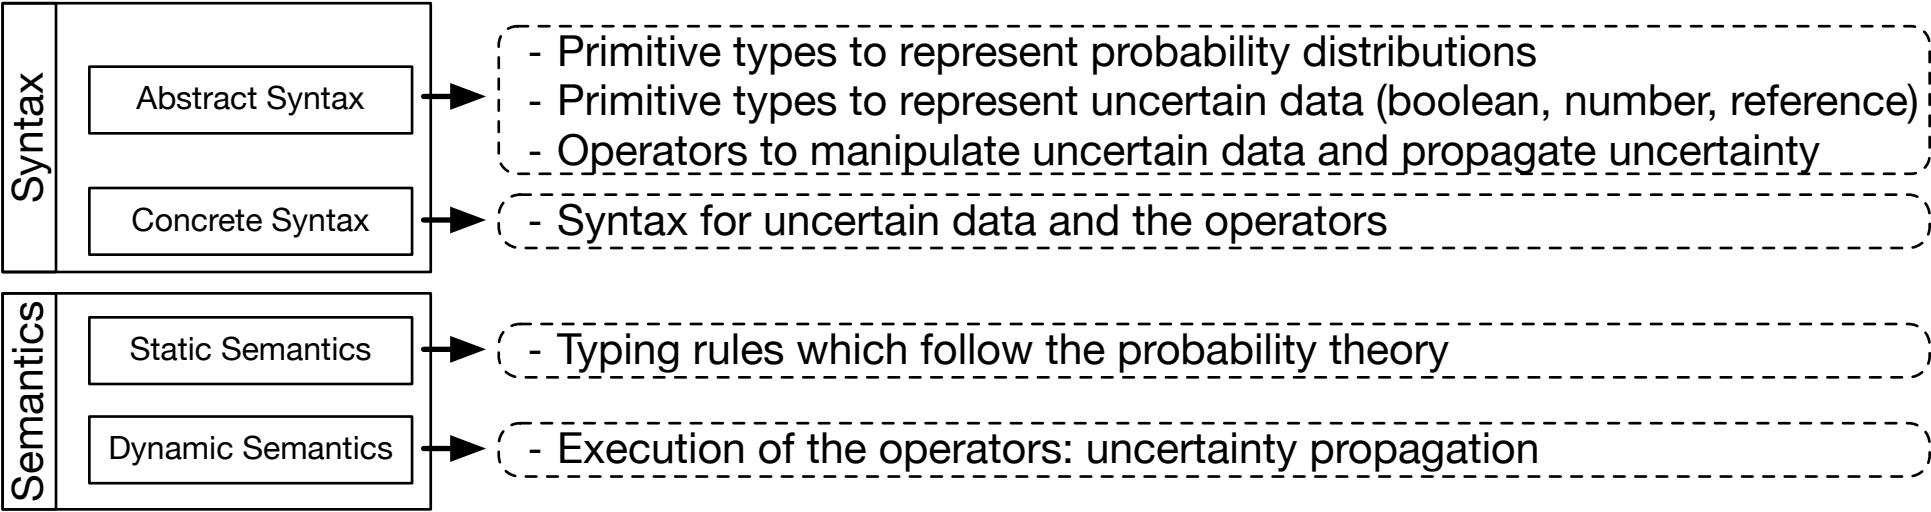 Syntax
Abstract Syntax
- Primitive types to represent probability distributions
- Primitive types to represent uncertain data (boolean, number, reference)
- Operators to manipulate uncertain data and propagate uncertainty
Concrete Syntax
- Syntax for uncertain data and the operators
Semantics
Static Semantics
- Typing rules which follow the probability theory
Dynamic Semantics
- Execution of the operators: uncertainty propagation